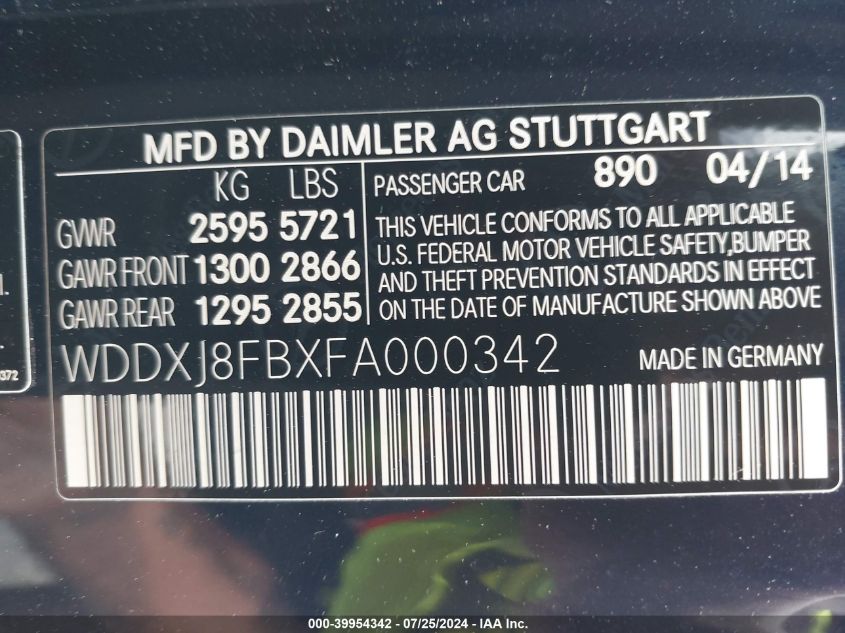 MFD BY DAIMLER AG STUTTGART
KG LBS
GVWR 2595 5721
GAWR FRONT 1300 2866
GAWR REAR 1295 2855
PASSENGER CAR 890 04/14
THIS VEHICLE CONFORMS TO ALL APPLICABLE
U.S. FEDERAL MOTOR VEHICLE SAFETY,BUMPER
AND THEFT PREVENTION STANDARDS IN EFFECT
ON THE DATE OF MANUFACTURE SHOWN ABOVE
WDDXJ8FBXFA000342 MADE IN GERMANY
372
000-39954342 - 07/25/2024 - IAA Inc.